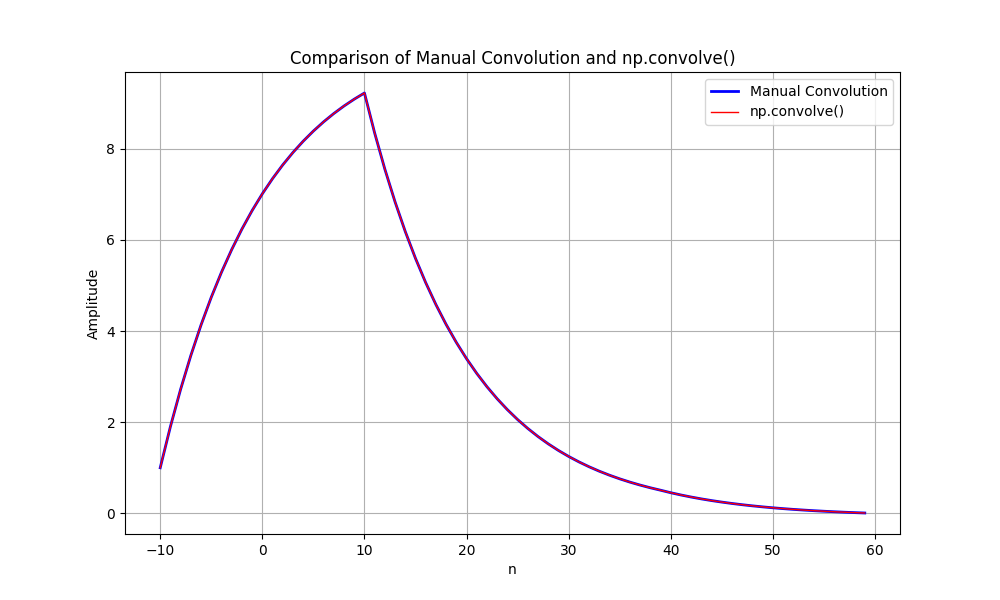 Comparison of Manual Convolution and np.convolve()
Manual Convolution
np.convolve()
Amplitude
8
6
4
2
0
−10 0 10 20 30 40 50 60
n